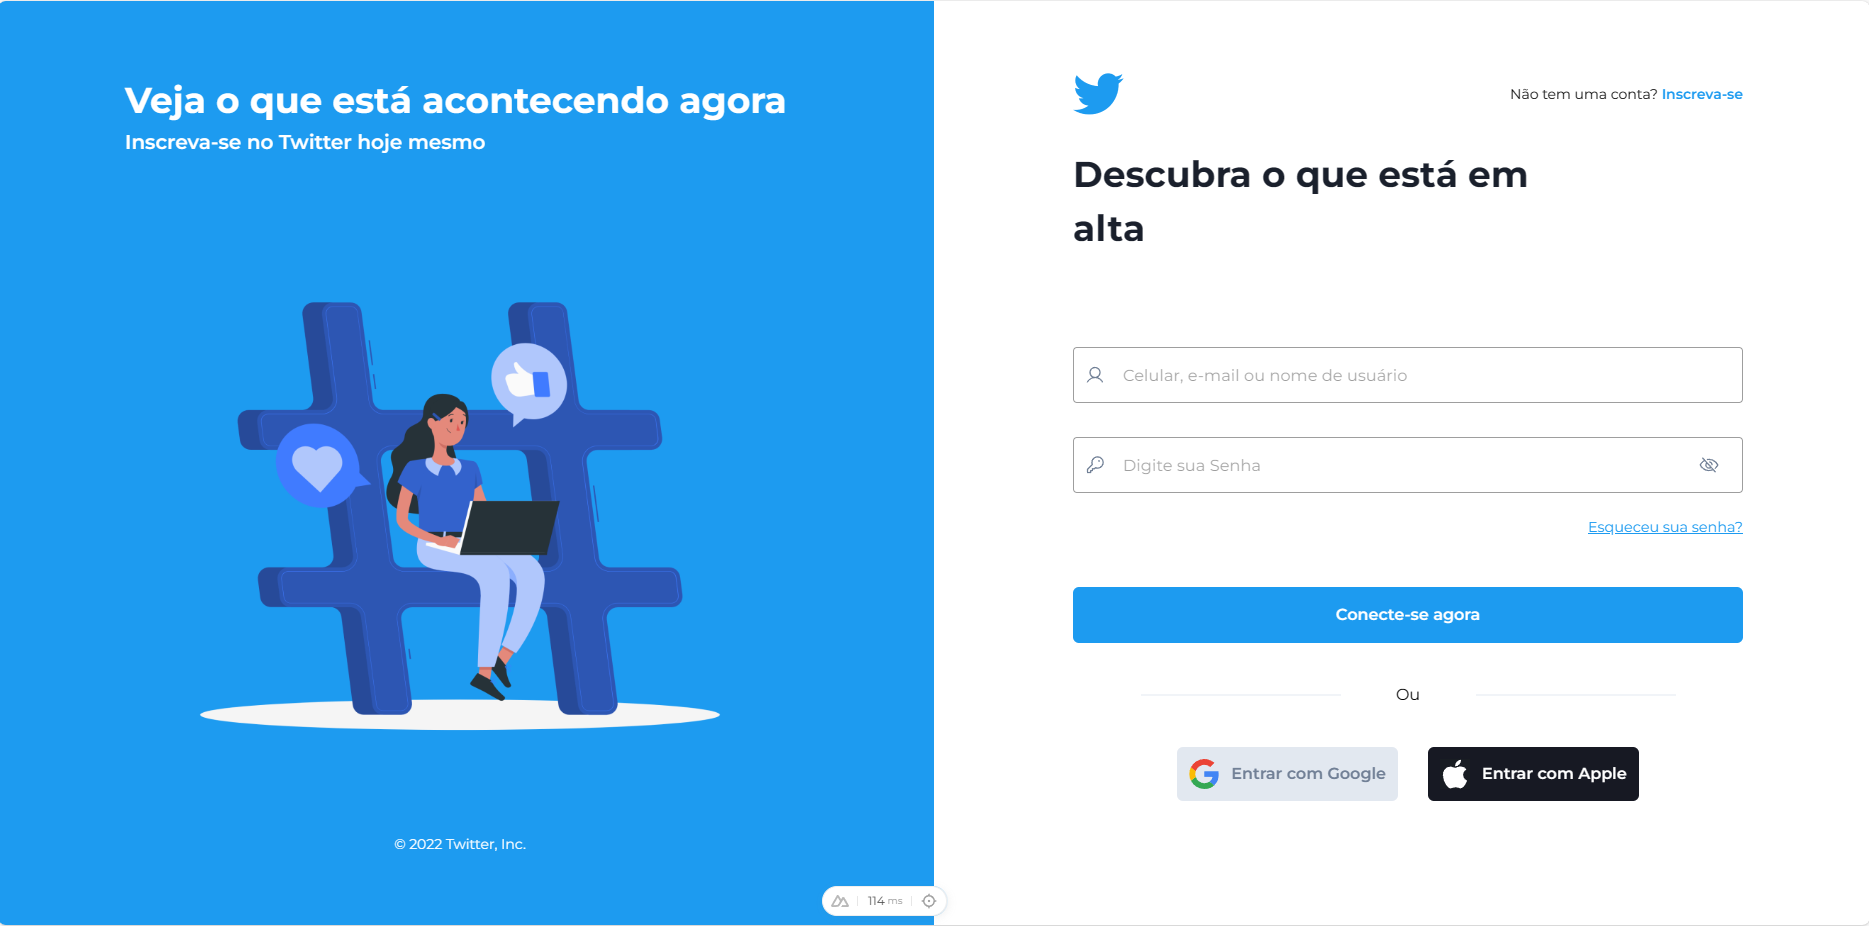 Veja o que está acontecendo agora
Inscreva-se no Twitter hoje mesmo
© 2022 Twitter, Inc.
Não tem uma conta? Inscreva-se
Descubra o que está em
alta
Celular, e-mail ou nome de usuário
Digite sua Senha
Esqueceu sua senha?
Conecte-se agora
Ou
Entrar com Google
Entrar com Apple
114 ms